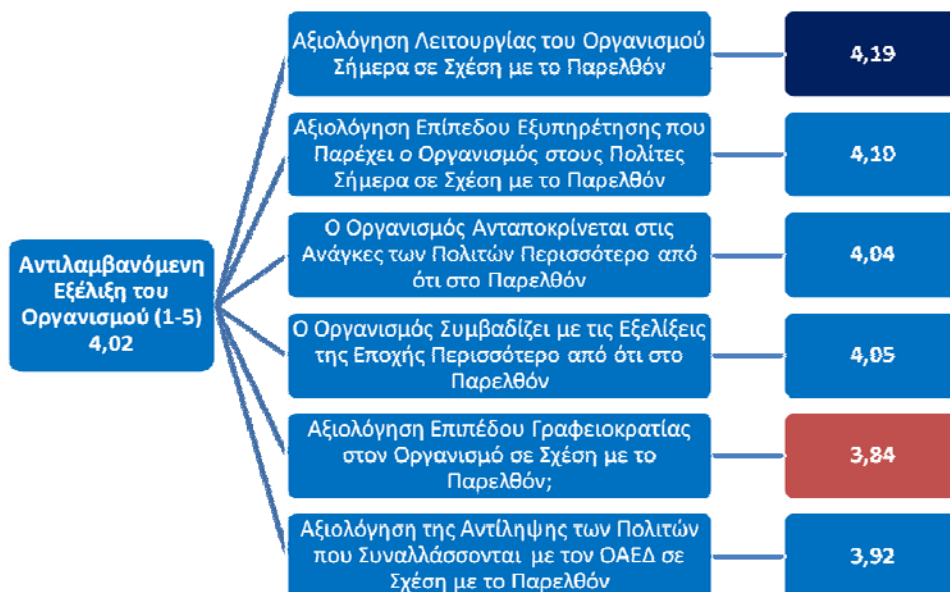 Αξιολόγηση Λειτουργίας του Οργανισμού
Σήμερα σε Σχέση με το Παρελθόν
4,19
Αξιολόγηση Επίπεδου Εξυπηρέτησης που
Παρέχει ο Οργανισμός στους Πολίτες
Σήμερα σε Σχέση με το Παρελθόν
4,10
Ο Οργανισμός Ανταποκρίνεται στις
Ανάγκες των Πολιτών Περισσότερο από
ότι στο Παρελθόν
4,04
Αντιλαμβανόμενη
Εξέλιξη του
Οργανισμού (1-5)
4,02
Ο Οργανισμός Συμβαδίζει με τις Εξελίξεις
της Εποχής Περισσότερο από ότι στο
Παρελθόν
4,05
Αξιολόγηση Επιπέδου Γραφειοκρατίας
στον Οργανισμό σε Σχέση με το
Παρελθόν;
3,84
Αξιολόγηση της Αντίληψης των Πολιτών
που Συναλλάσσονται με τον ΟΑΕΔ σε
Σχέση με το Παρελθόν
3,92